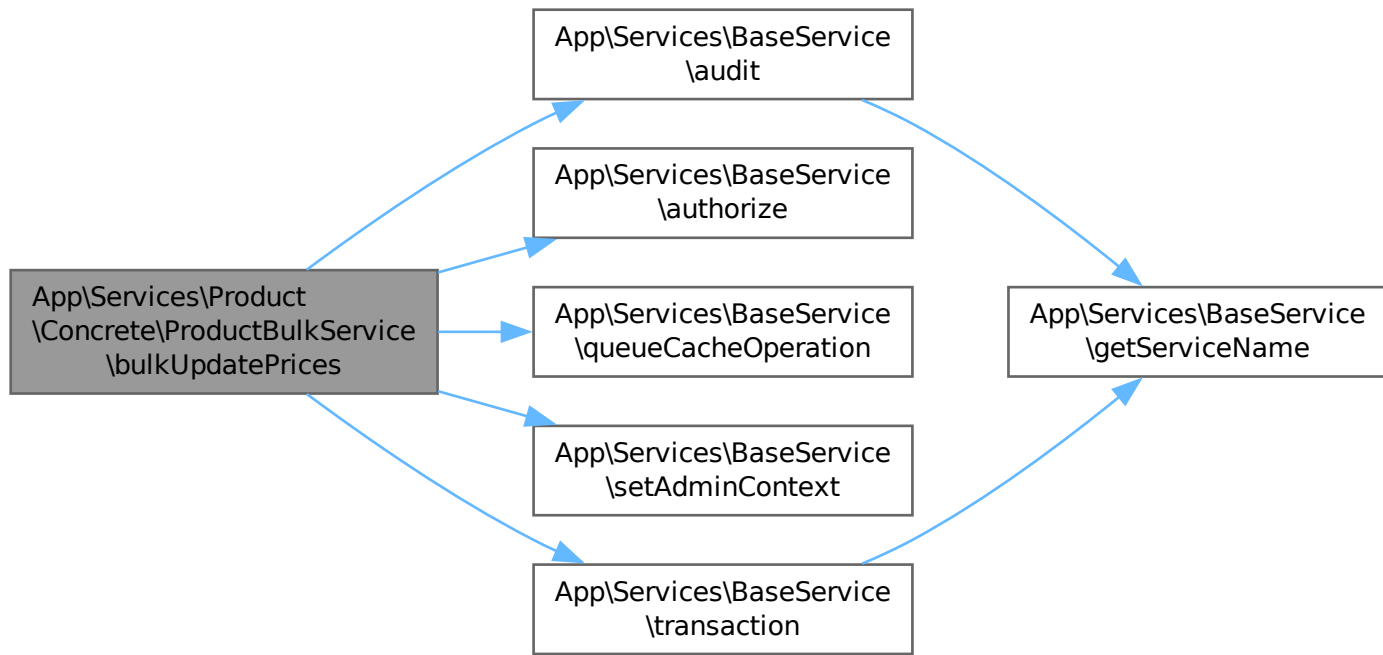 App\Services\BaseService
\audit
App\Services\BaseService
\authorize
App\Services\Product
\Concrete\ProductBulkService
\bulkUpdatePrices
App\Services\BaseService
\queueCacheOperation
App\Services\BaseService
\getServiceName
App\Services\BaseService
\setAdminContext
App\Services\BaseService
\transaction